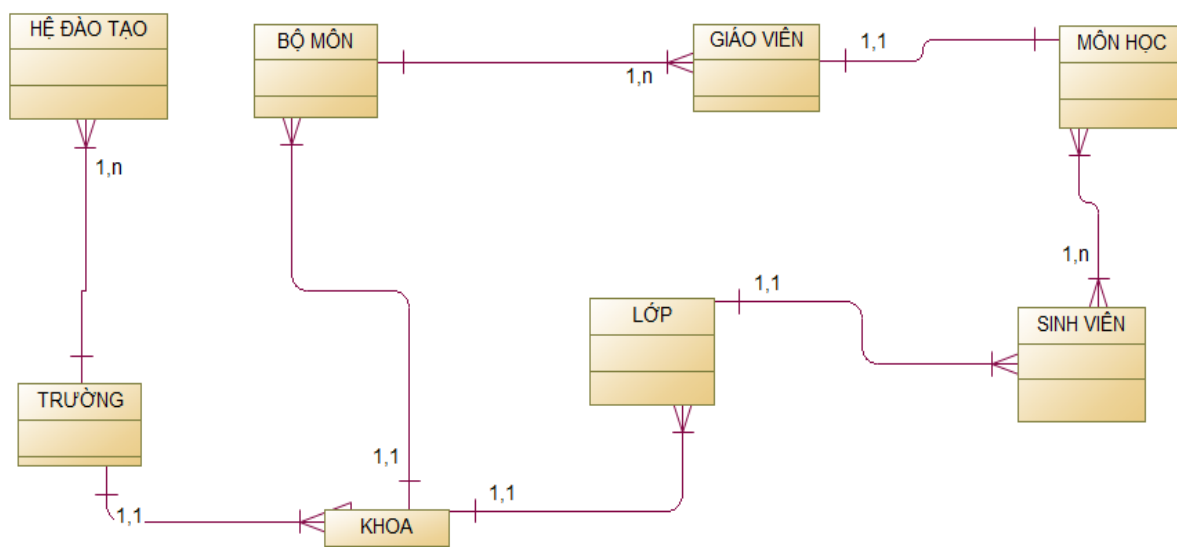 HỆ ĐÀO TẠO
BỘ MÔN
GIÁO VIÊN
MÔN HỌC
1,1
1,n
1,n
1,n
1,1
LỚP
SINH VIÊN
TRƯỜNG
1,1
1,1
1,1
KHOA